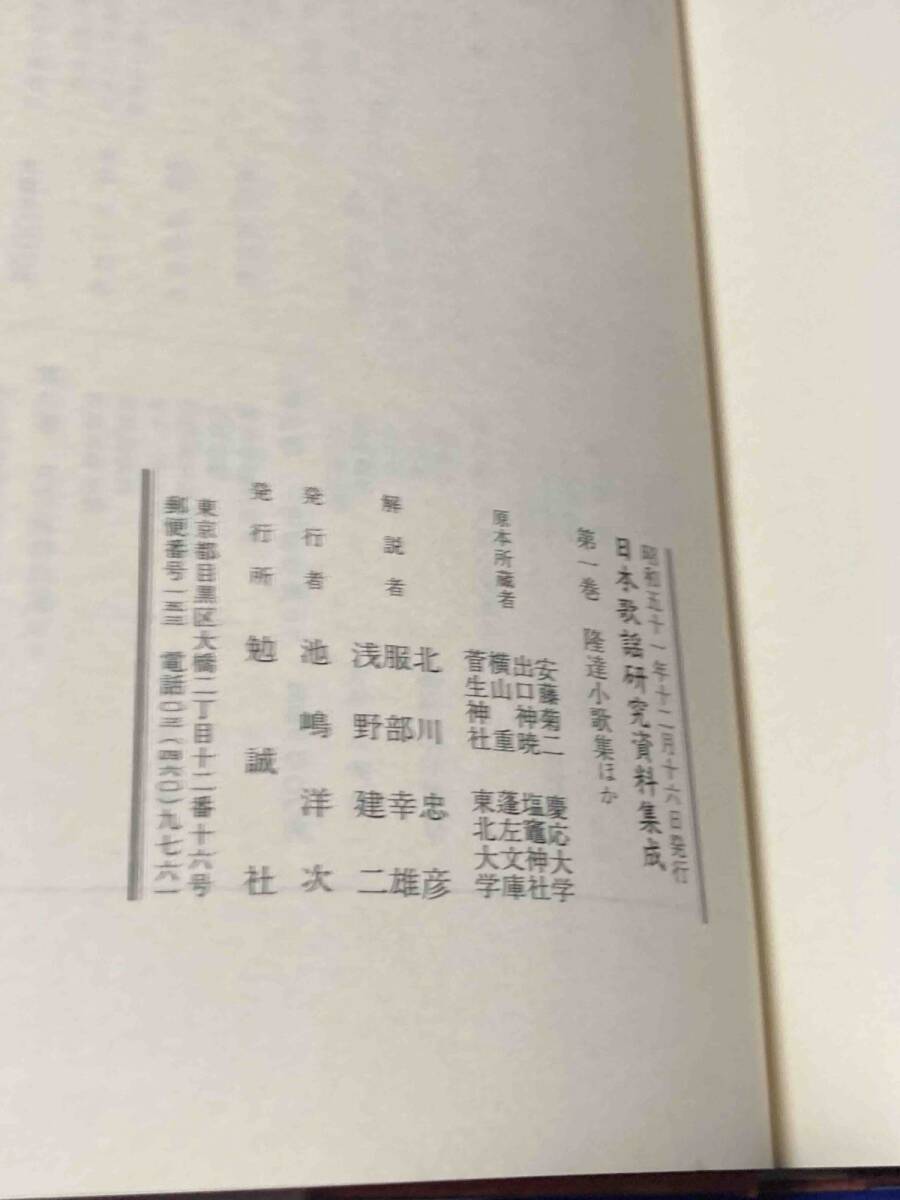 昭和五十一年十二月十六日発行
日本歌謡研究資料集成
第一巻　隆達小歌集ほか
原本所蔵者
安藤菊二　慶応大学
出口神暁　塩竈神社
横山重　蓬左文庫
菅生神社　東北大学
解説者
北川忠彦
服部幸雄
浅野建二
発行者　池嶋洋次
発行所　勉誠社
東京都目黒区大橋二丁目十二番十六号
郵便番号一五三　電話〇三(四六〇)九七六一